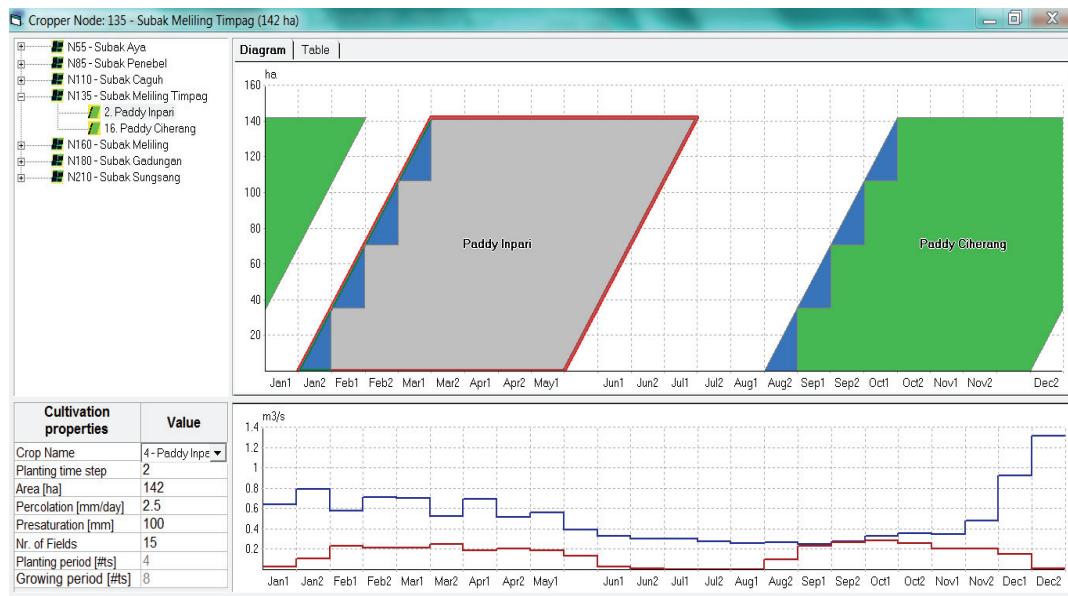 Cropper Node: 135 - Subak Meliling Timpag (142 ha)
N55 - Subak Aya
N85 - Subak Penebel
N110 - Subak Caguh
N135 - Subak Meliling Timpag
2. Paddy Inpari
16. Paddy Ciherang
N160 - Subak Meliling
N180 - Subak Gadungan
N210 - Subak Sungsang
Diagram Table
ha
160
140
120
100
80
60
40
20
Paddy Inpari
Paddy Ciherang
Jan1 Jan2 Feb1 Feb2 Mar1 Mar2 Apr1 Apr2 May1 Jun1 Jun2 Jul1 Jul2 Aug1 Aug2 Sep1 Sep2 Oct1 Oct2 Nov1 Nov2 Dec2
Cultivation properties Value
Crop Name 4 - Paddy Inpe
Planting time step 2
Area [ha] 142
Percolation [mm/day] 2.5
Presaturation [mm] 100
Nr. of Fields 15
Planting period [#ts] 4
Growing period [#ts] 8
m3/s
1.4
1.2
1
0.8
0.6
0.4
0.2
Jan1 Jan2 Feb1 Feb2 Mar1 Mar2 Apr1 Apr2 May1 Jun1 Jun2 Jul1 Jul2 Aug1 Aug2 Sep1 Sep2 Oct1 Oct2 Nov1 Nov2 Dec1 Dec2